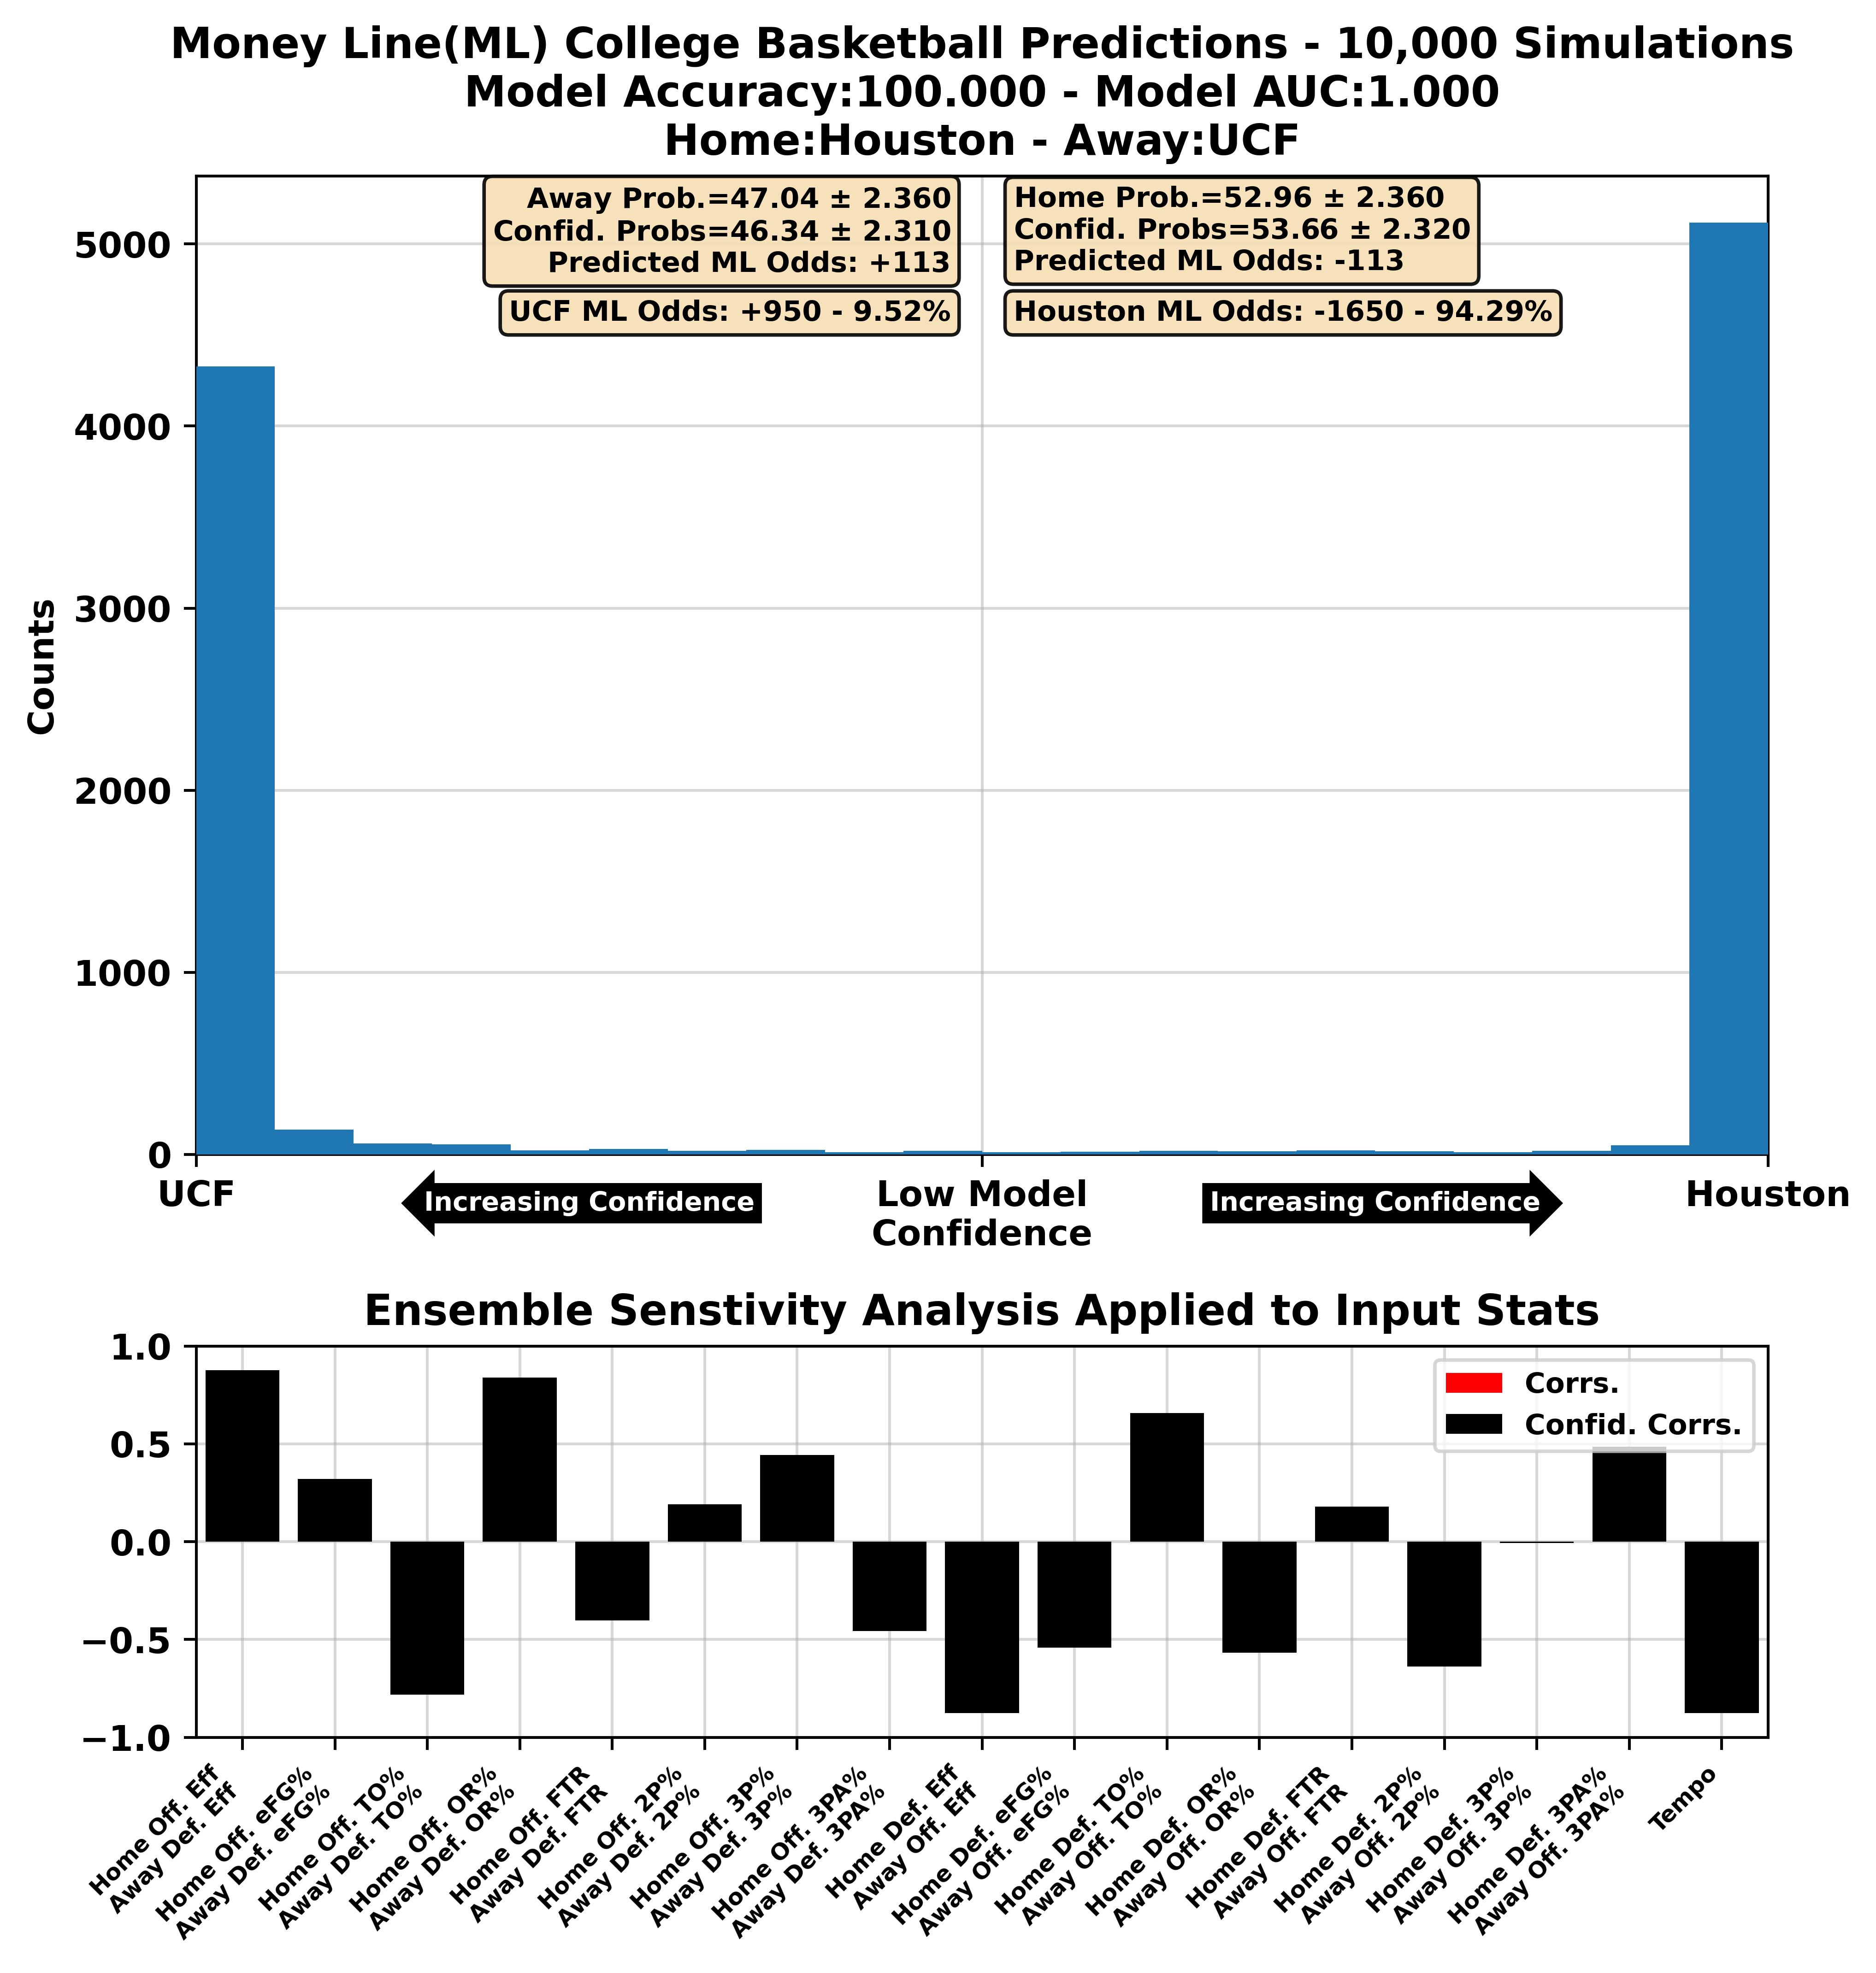 Money Line(ML) College Basketball Predictions - 10,000 Simulations
Model Accuracy:100.000 - Model AUC:1.000
Home:Houston - Away:UCF
Away Prob.=47.04 ± 2.360
Confid. Probs=46.34 ± 2.310
Predicted ML Odds: +113
UCF ML Odds: +950 - 9.52%
Home Prob.=52.96 ± 2.360
Confid. Probs=53.66 ± 2.320
Predicted ML Odds: -113
Houston ML Odds: -1650 - 94.29%
Counts
5000
4000
3000
2000
1000
0
UCF
Increasing Confidence
Low Model
Confidence
Increasing Confidence
Houston
Ensemble Senstivity Analysis Applied to Input Stats
1.0
0.5
0.0
−0.5
−1.0
Corrs.
Confid. Corrs.
Home Off. Eff
Away Def. Eff
Home Off. eFG%
Away Def. eFG%
Home Off. TO%
Away Def. TO%
Home Off. OR%
Away Def. OR%
Home Off. FTR
Away Def. FTR
Home Off. 2P%
Away Def. 2P%
Home Off. 3P%
Away Def. 3P%
Home Off. 3PA%
Away Def. 3PA%
Home Def. Eff
Away Off. Eff
Home Def. eFG%
Away Off. eFG%
Home Def. TO%
Away Off. TO%
Home Def. OR%
Away Off. OR%
Home Def. FTR
Away Off. FTR
Home Def. 2P%
Away Off. 2P%
Home Def. 3P%
Away Off. 3P%
Home Def. 3PA%
Away Off. 3PA%
Tempo